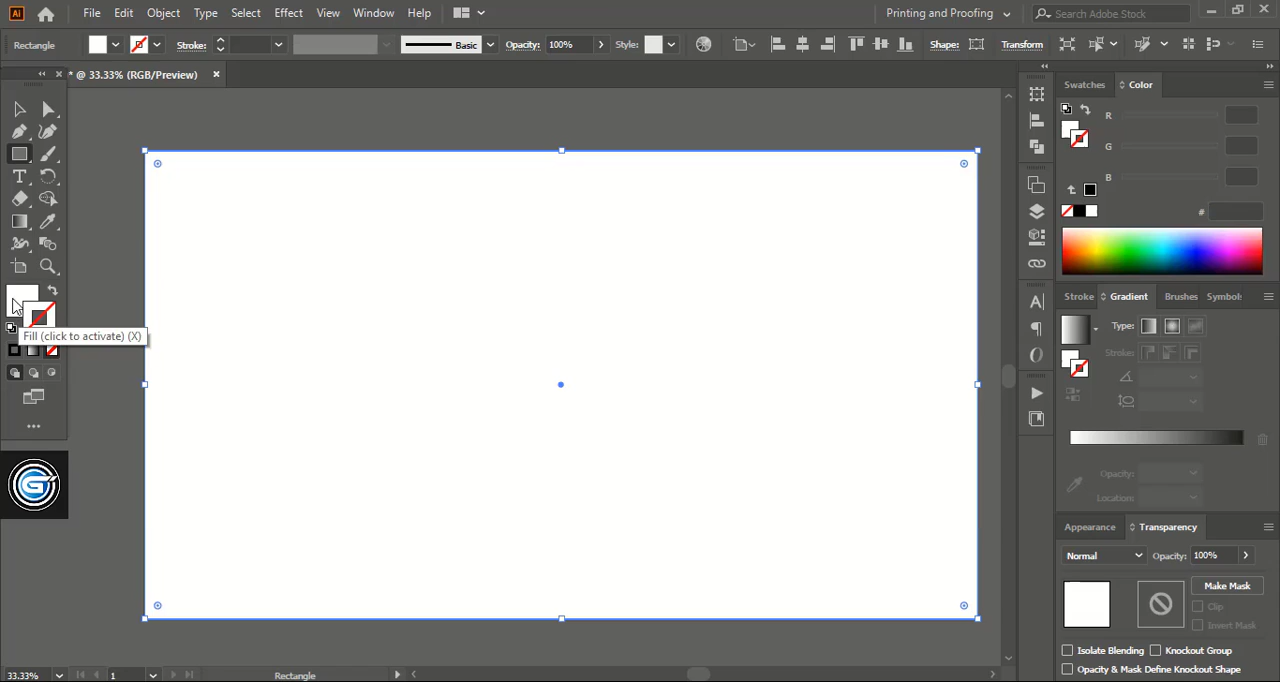 Ai File Edit Object Type Select Effect View Window Help Printing and Proofing Search Adobe Stock
Rectangle Stroke: Basic Opacity: 100% Style: Shape: Transform
* @ 33.33% (RGB/Preview)
Swatches Color
R
G
B
#
Fill (click to activate) (X)
Stroke Gradient Brushes Symbol:
Type:
Strokes:
Opacity:
Location:
G
Appearance Transparency
Normal Opacity: 100%
Make Mask
Clip
Invert Mask
Isolate Blending Knockout Group
Opacity & Mask Define Knockout Shape
33.33% 1 Rectangle